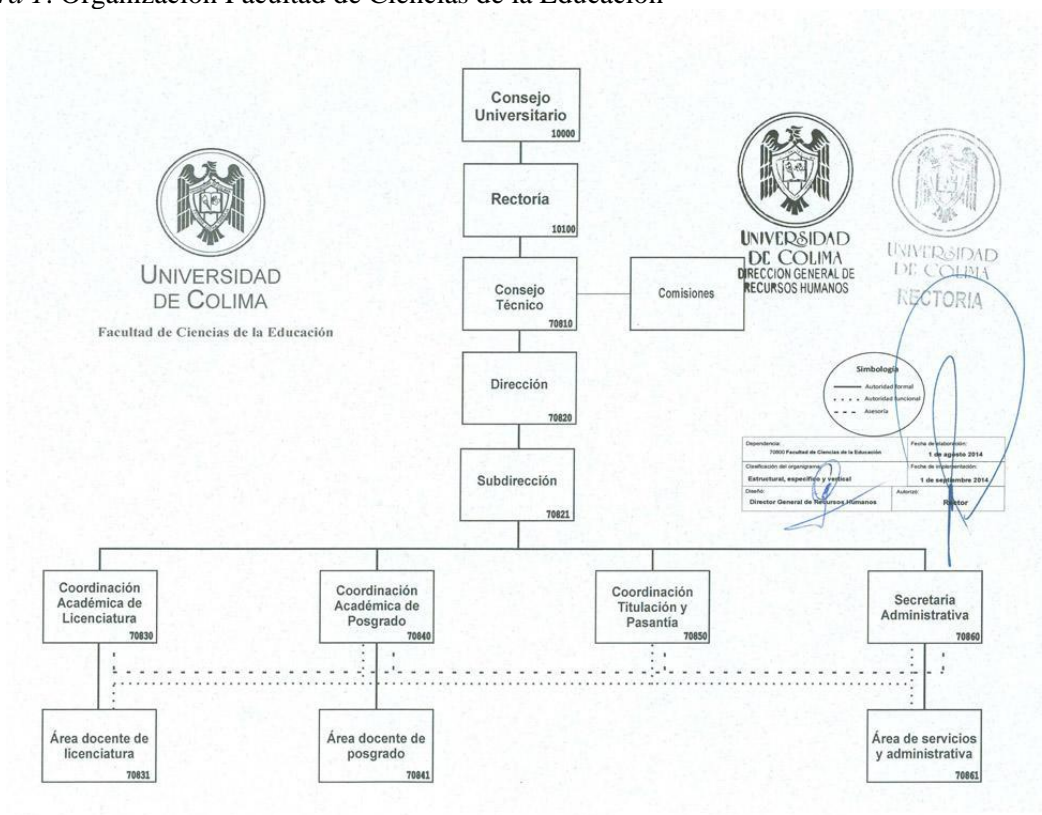 1. Organización Facultad de Ciencias de la Educación
Consejo
Universitario
10000
Rectoría
10100
Consejo
Técnico
70810
Comisiones
Dirección
70820
Subdirección
70821
UNIVERSIDAD
DE COLIMA
Facultad de Ciencias de la Educación
UNIVERSIDAD
DE COLIMA
DIRECCION GENERAL DE
RECURSOS HUMANOS
UNIVERSIDAD
DE COLIMA
RECTORIA
Simbología
Autoridad formal
Autoridad funcional
Asesoría
Dependencia:
70800 Facultad de Ciencias de la Educación
Fecha de elaboración:
1 de agosto 2014
Clasificación del organigrama:
Estructural, específico y vertical
Fecha de implementación:
1 de septiembre 2014
Diseño:
Director General de Recursos Humanos
Autorizó:
Rector
Coordinación
Académica de
Licenciatura
70830
Coordinación
Académica de
Posgrado
70840
Coordinación
Titulación y
Pasantía
70850
Secretaria
Administrativa
70860
Área docente de
licenciatura
70831
Área docente de
posgrado
70841
Área de servicios
y administrativa
70861